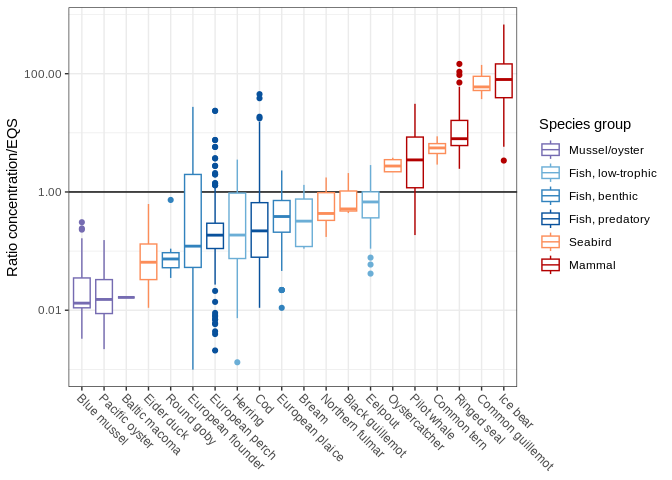 Ratio concentration/EQS
100.00
1.00
0.01
Blue mussel
Pacific oyster
Baltic macoma
Eider duck
Round goby
European flounder
European perch
Herring
Cod
European plaice
Bream
Northern fulmar
Black guillemot
Eelpout
Oystercatcher
Pilot whale
Common tern
Ringed seal
Common guillemot
Ice bear
Species group
Mussel/oyster
Fish, low-trophic
Fish, benthic
Fish, predatory
Seabird
Mammal